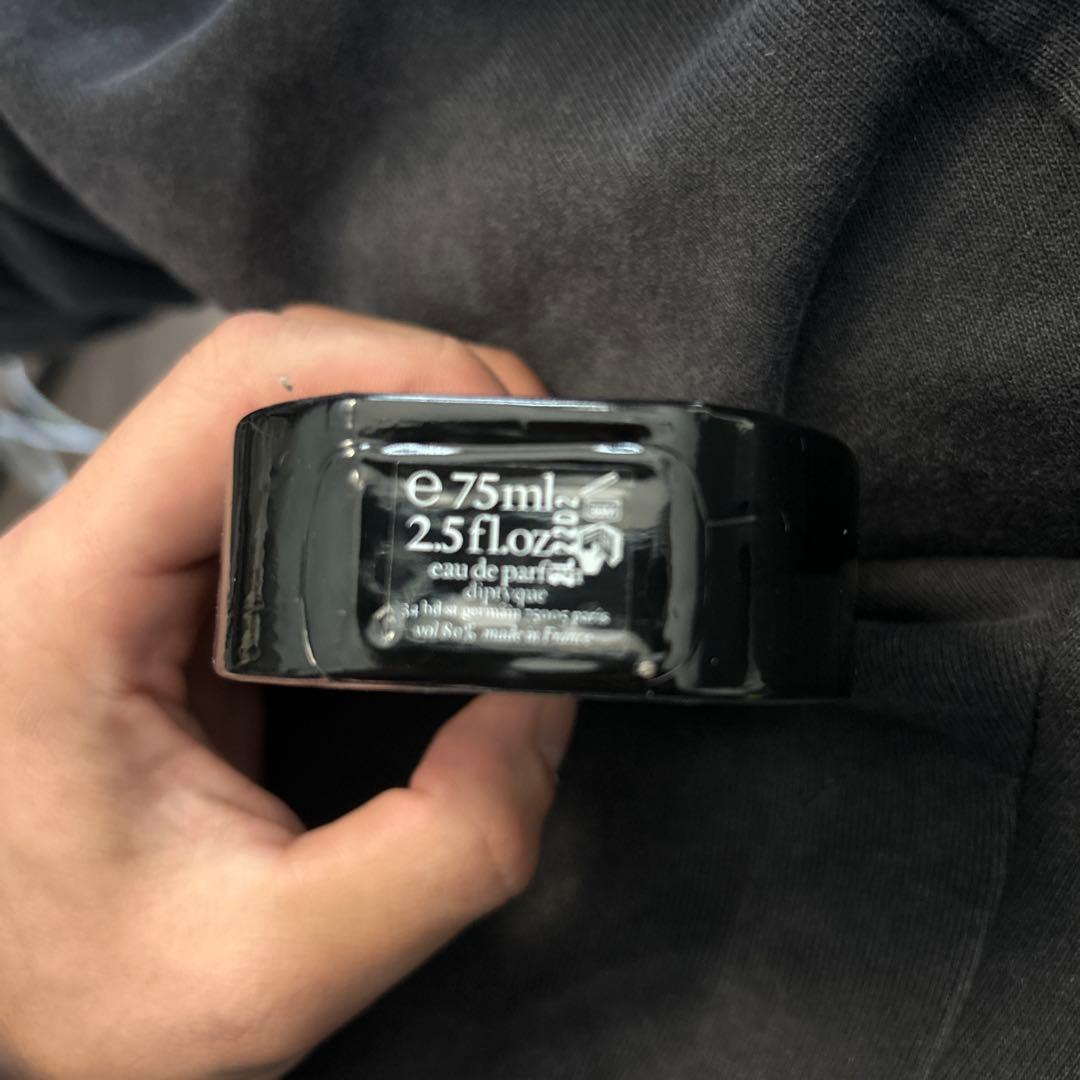 ℮ 75ml
2.5 fl.oz
eau de parfum
diptyque
34 bd st germain 75005 paris
vol 80% made in France